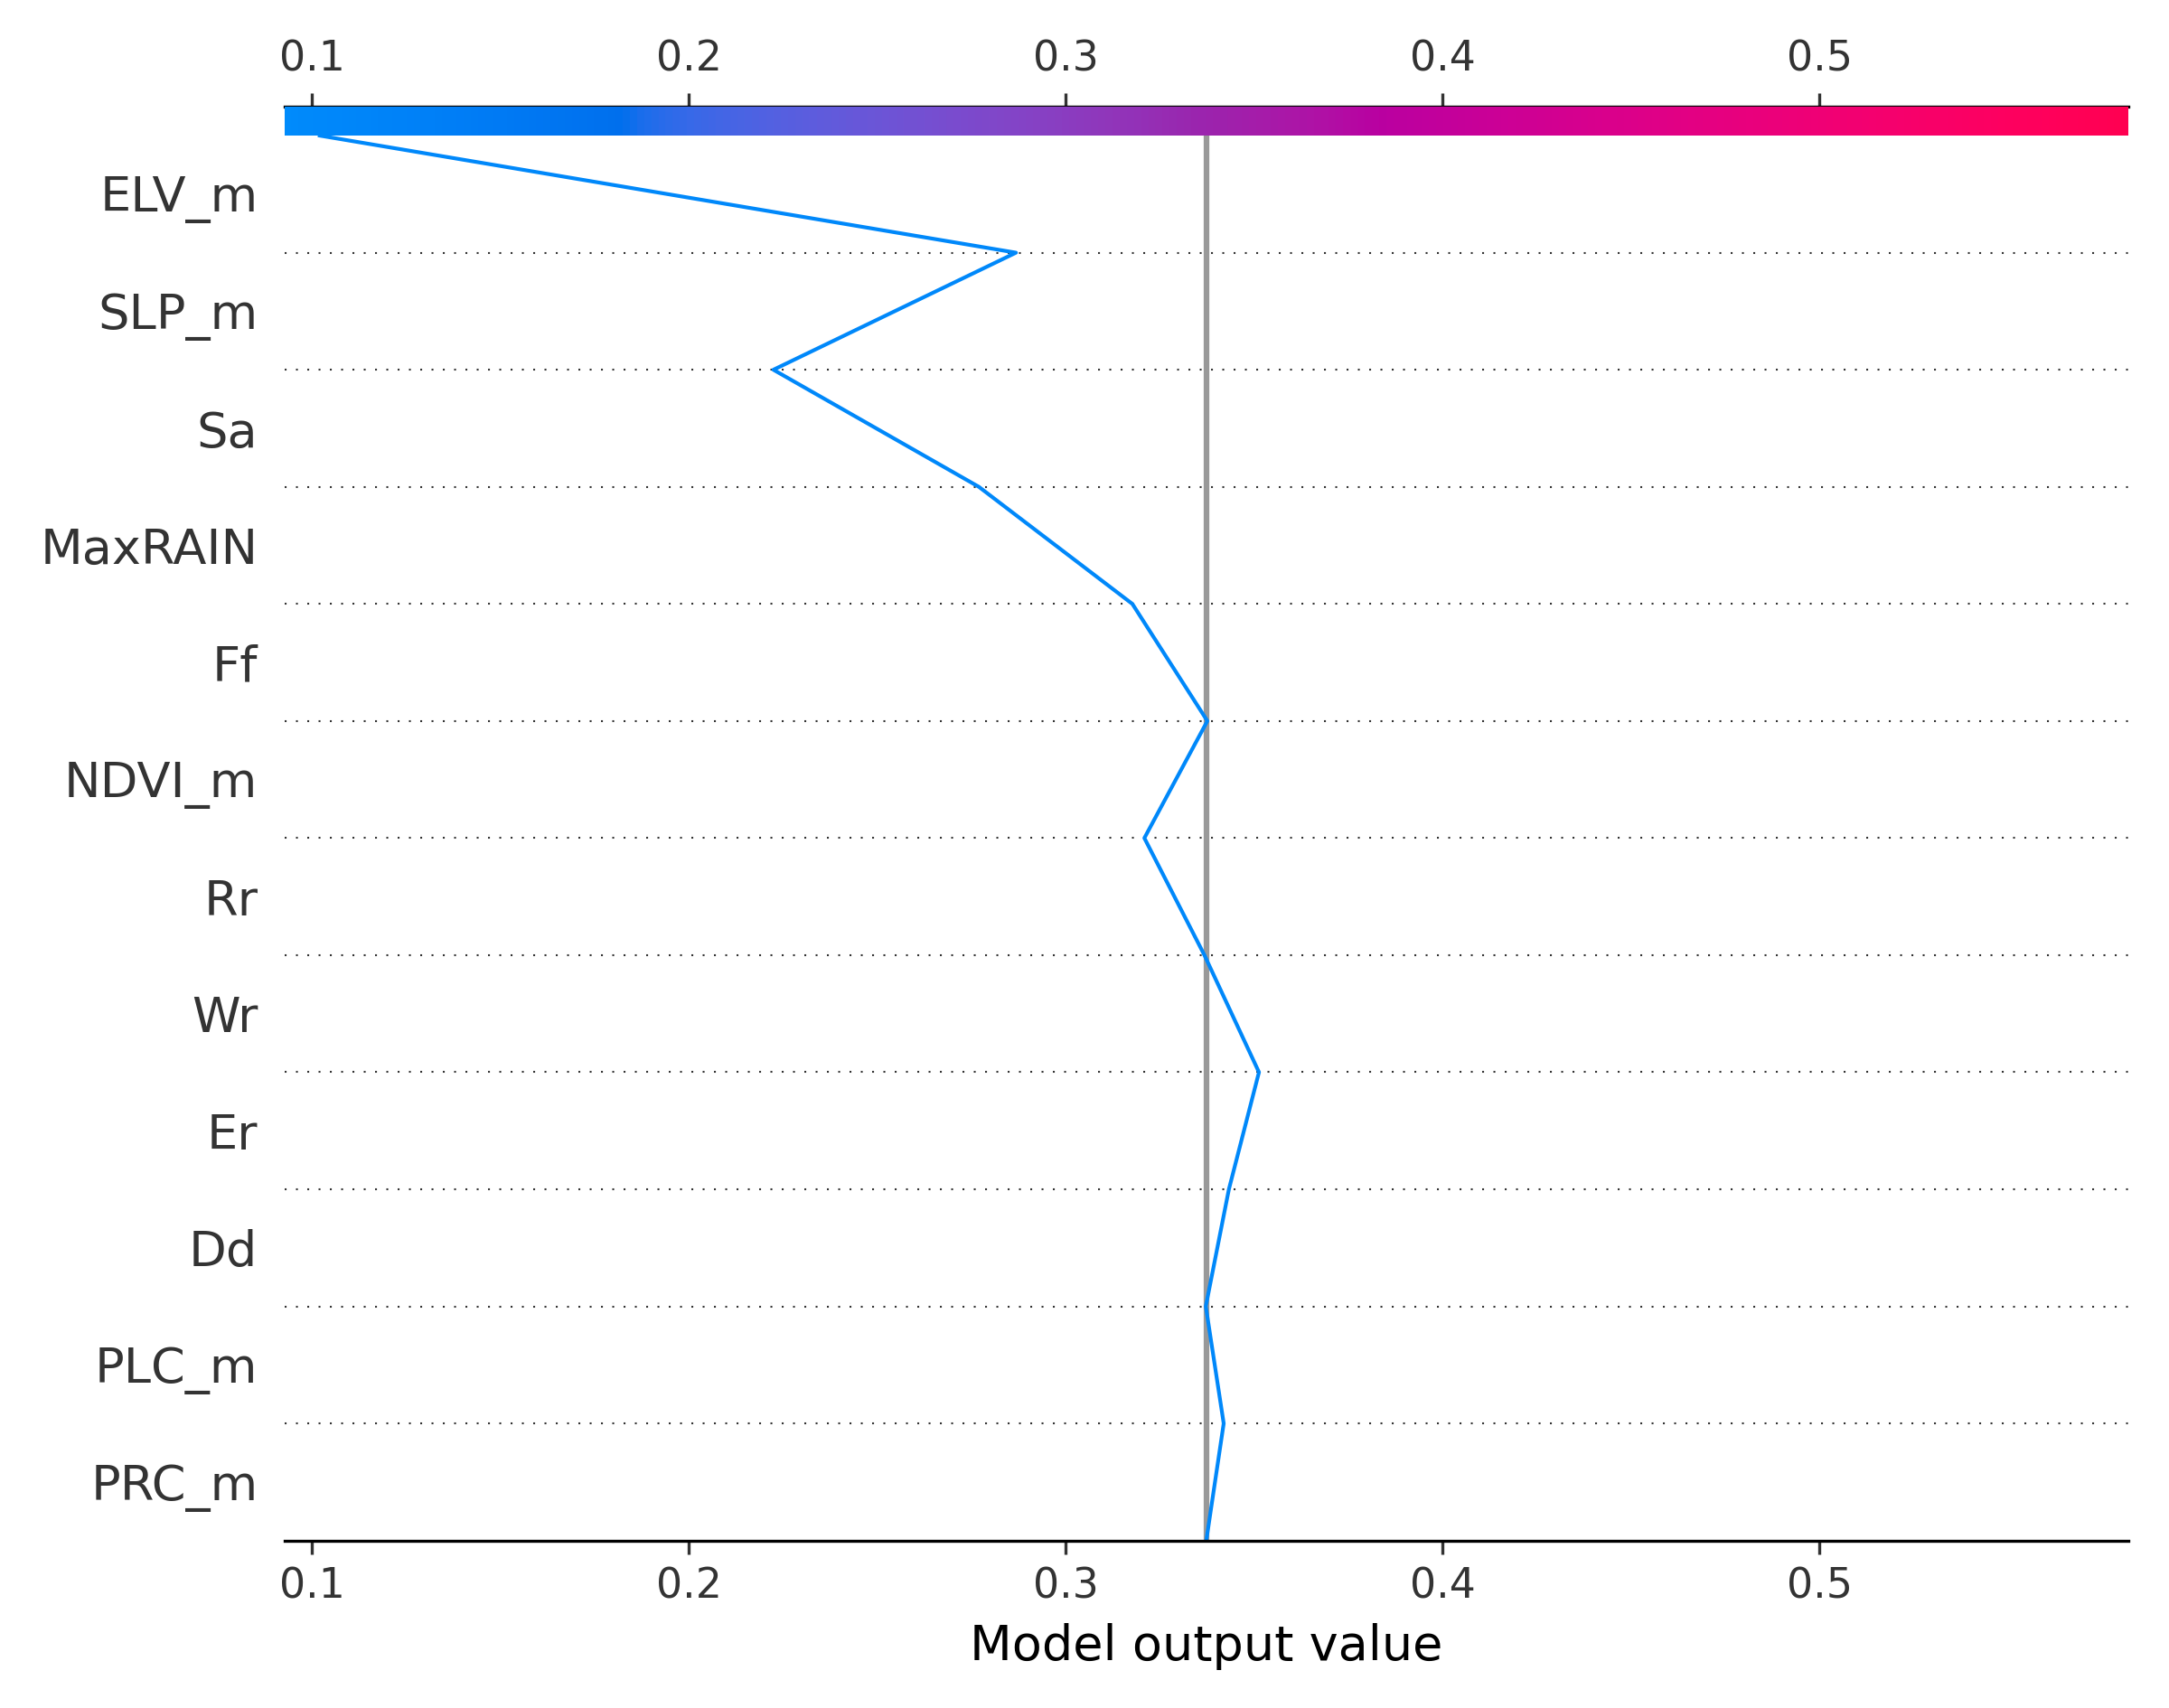 0.1 0.2 0.3 0.4 0.5
ELV_m
SLP_m
Sa
MaxRAIN
Ff
NDVI_m
Rr
Wr
Er
Dd
PLC_m
PRC_m
0.1 0.2 0.3 0.4 0.5
Model output value